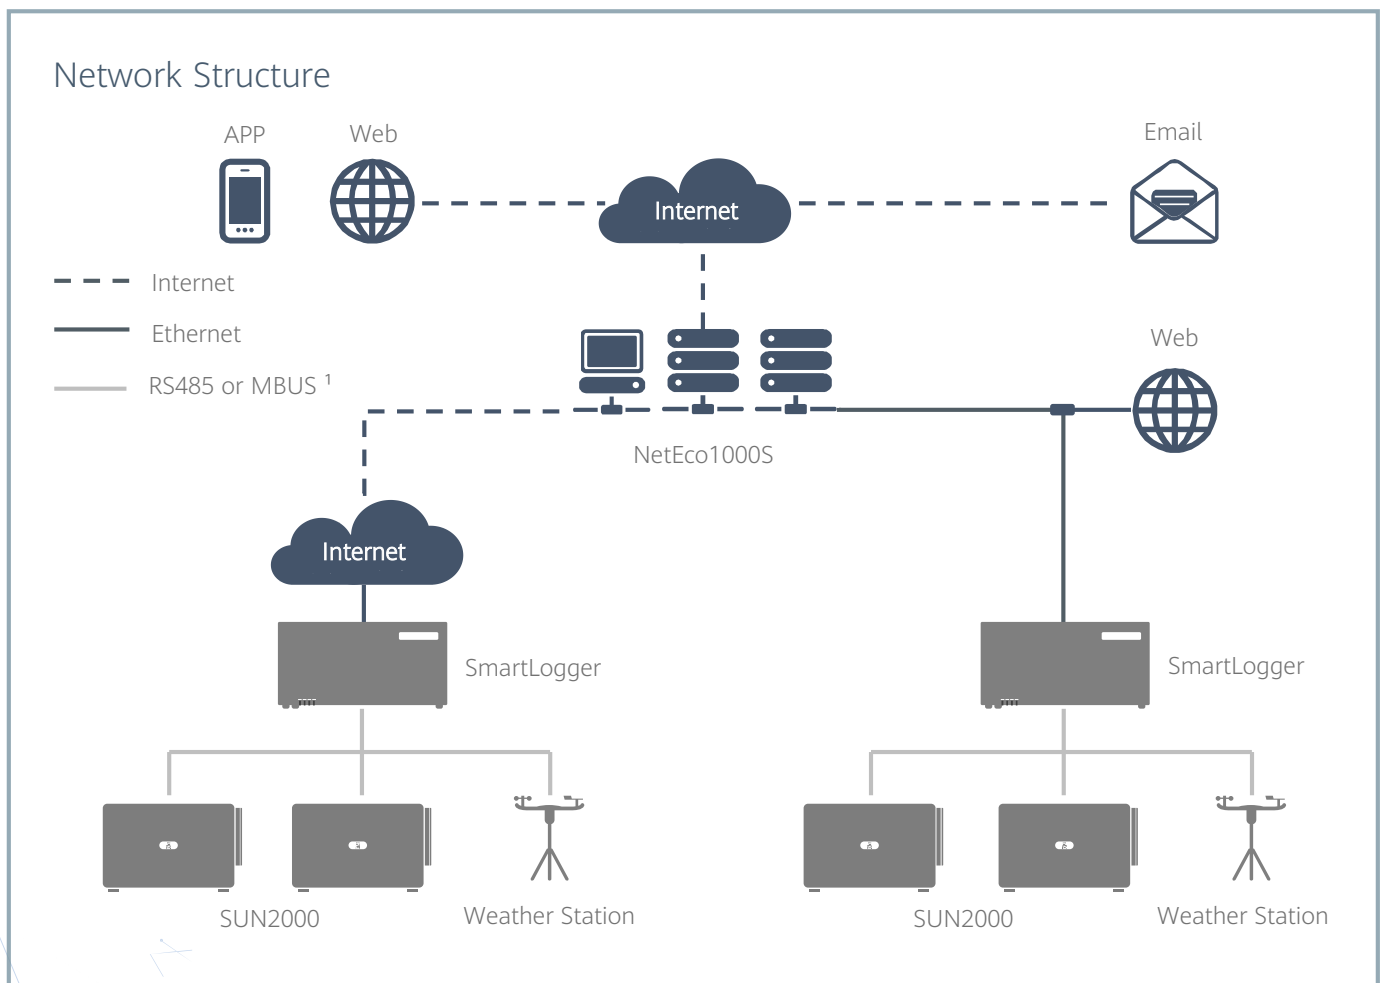 Network Structure
APP
Web
Email
Internet
Internet
Ethernet
RS485 or MBUS ¹
Web
NetEco1000S
Internet
SmartLogger
SmartLogger
SUN2000
Weather Station
SUN2000
Weather Station